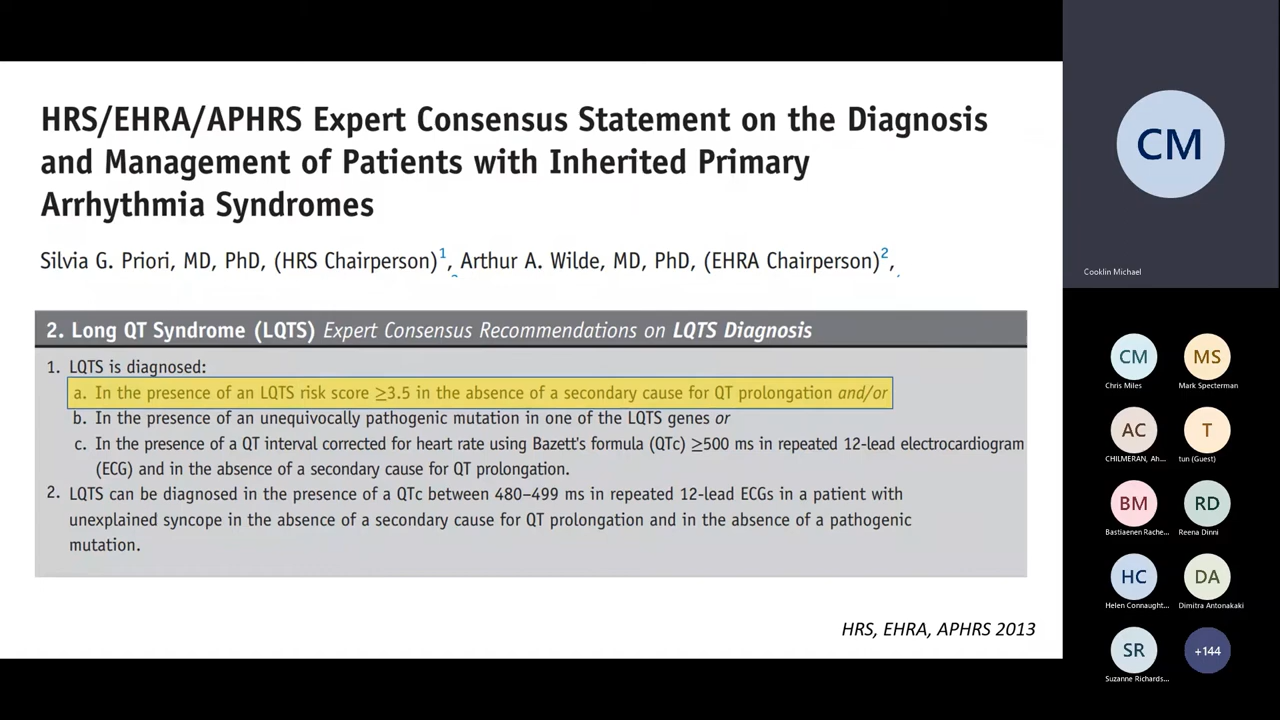 HRS/EHRA/APHRS Expert Consensus Statement on the Diagnosis
and Management of Patients with Inherited Primary
Arrhythmia Syndromes
Silvia G. Priori, MD, PhD, (HRS Chairperson)1, Arthur A. Wilde, MD, PhD, (EHRA Chairperson)2,
2. Long QT Syndrome (LQTS) Expert Consensus Recommendations on LQTS Diagnosis
1. LQTS is diagnosed:
a. In the presence of an LQTS risk score ≥3.5 in the absence of a secondary cause for QT prolongation and/or
b. In the presence of an unequivocally pathogenic mutation in one of the LQTS genes or
c. In the presence of a QT interval corrected for heart rate using Bazett's formula (QTc) ≥500 ms in repeated 12-lead electrocardiogram
(ECG) and in the absence of a secondary cause for QT prolongation.
2. LQTS can be diagnosed in the presence of a QTc between 480–499 ms in repeated 12-lead ECGs in a patient with
unexplained syncope in the absence of a secondary cause for QT prolongation and in the absence of a pathogenic
mutation.
HRS, EHRA, APHRS 2013
CM
Cooklin Michael
CM
Chris Miles
MS
Mark Specterman
AC
CHILMERAN, Ah...
T
tun (Guest)
BM
Bastiaenen Rache...
RD
Reena Dinni
HC
Helen Connaught...
DA
Dimitra Antonakaki
SR
Suzanne Richards...
+144